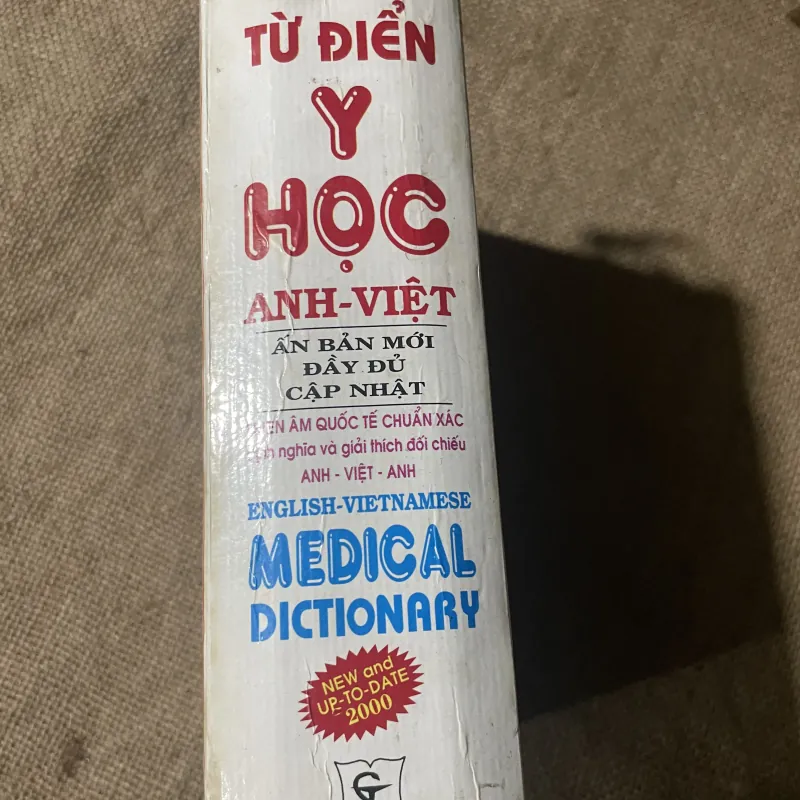 TỪ ĐIỂN
Y
HỌC
ANH-VIỆT
ẤN BẢN MỚI
ĐẦY ĐỦ
CẬP NHẬT
ÂM QUỐC TẾ CHUẨN XÁC
nghĩa và giải thích đối chiếu
ANH - VIỆT - ANH
ENGLISH-VIETNAMESE
MEDICAL
DICTIONARY
NEW and
UP-TO-DATE
2000